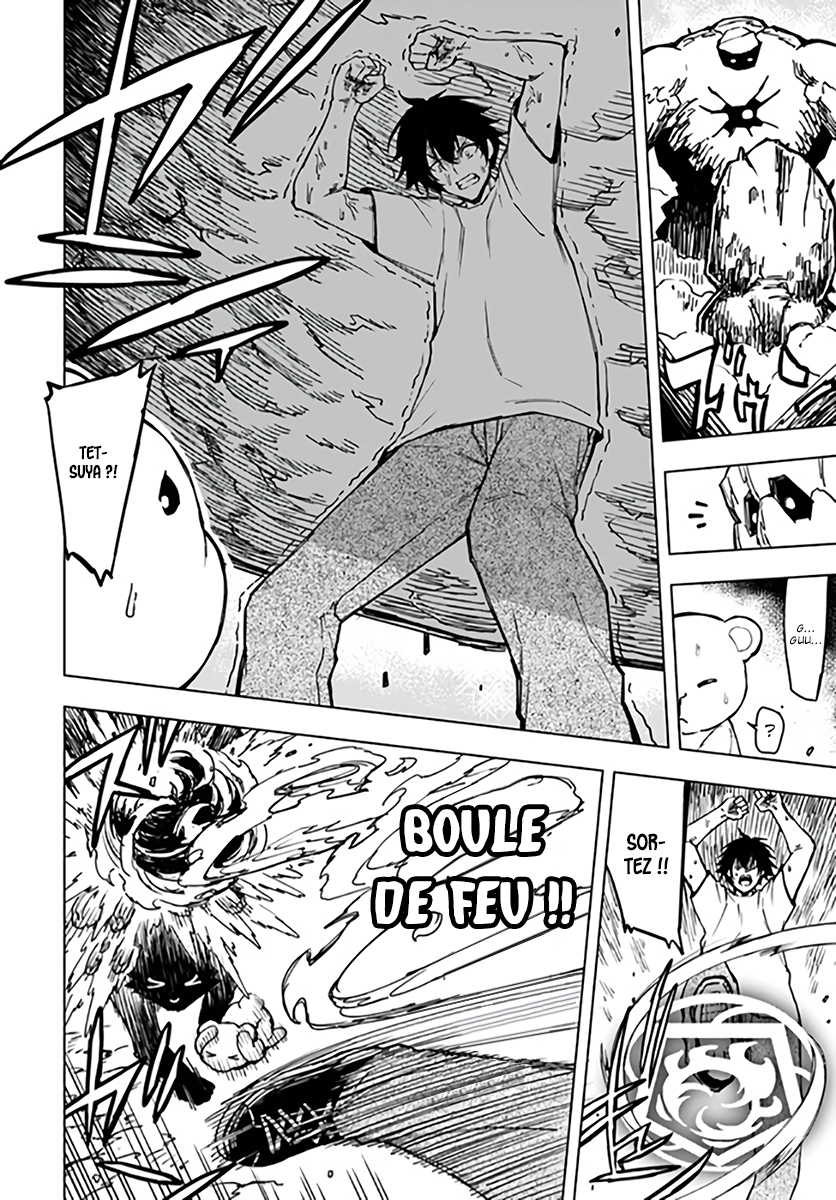 G...
GUU...
?
TET-
SUYA ?!
SOR-
TEZ !!
BOULE
DE FEU !!